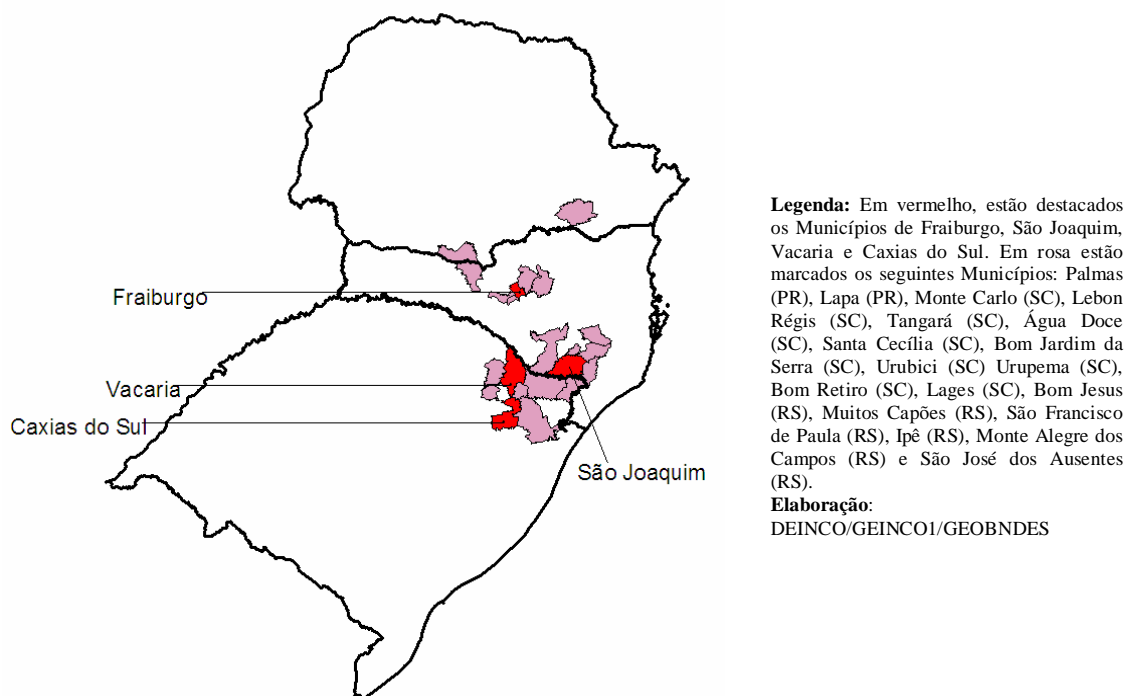 Fraiburgo
Vacaria
Caxias do Sul
São Joaquim
Legenda: Em vermelho, estão destacados
os Municípios de Fraiburgo, São Joaquim,
Vacaria e Caxias do Sul. Em rosa estão
marcados os seguintes Municípios: Palmas
(PR), Lapa (PR), Monte Carlo (SC), Lebon
Régis (SC), Tangará (SC), Água Doce
(SC), Santa Cecília (SC), Bom Jardim da
Serra (SC), Urubici (SC) Urupema (SC),
Bom Retiro (SC), Lages (SC), Bom Jesus
(RS), Muitos Capões (RS), São Francisco
de Paula (RS), Ipê (RS), Monte Alegre dos
Campos (RS) e São José dos Ausentes
(RS).
Elaboração:
DEINCO/GEINCO1/GEOBNDES